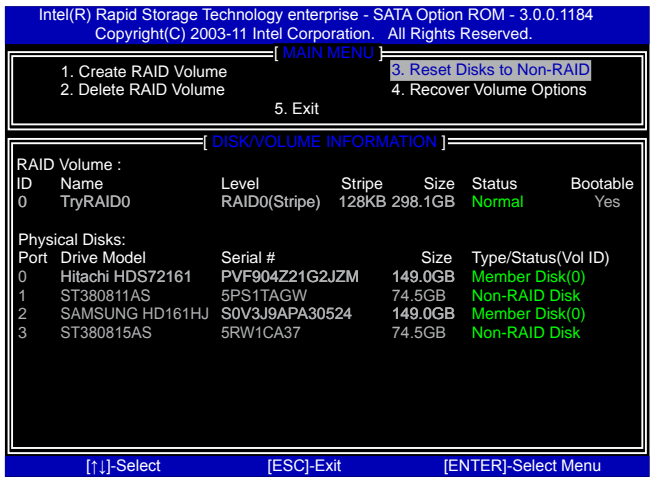 Intel(R) Rapid Storage Technology enterprise - SATA Option ROM - 3.0.0.1184
Copyright(C) 2003-11 Intel Corporation. All Rights Reserved.
[ MAIN MENU ]
1. Create RAID Volume 3. Reset Disks to Non-RAID
2. Delete RAID Volume 4. Recover Volume Options
5. Exit
[ DISK/VOLUME INFORMATION ]
RAID Volume :
ID Name Level Stripe Size Status Bootable
0 TryRAID0 RAID0(Stripe) 128KB 298.1GB Normal Yes
Physical Disks:
Port Drive Model Serial # Size Type/Status(Vol ID)
0 Hitachi HDS72161 PVF904Z21G2JZM 149.0GB Member Disk(0)
1 ST380811AS 5PS1TAGW 74.5GB Non-RAID Disk
2 SAMSUNG HD161HJ S0V3J9APA30524 149.0GB Member Disk(0)
3 ST380815AS 5RW1CA37 74.5GB Non-RAID Disk
[↑↓]-Select [ESC]-Exit [ENTER]-Select Menu